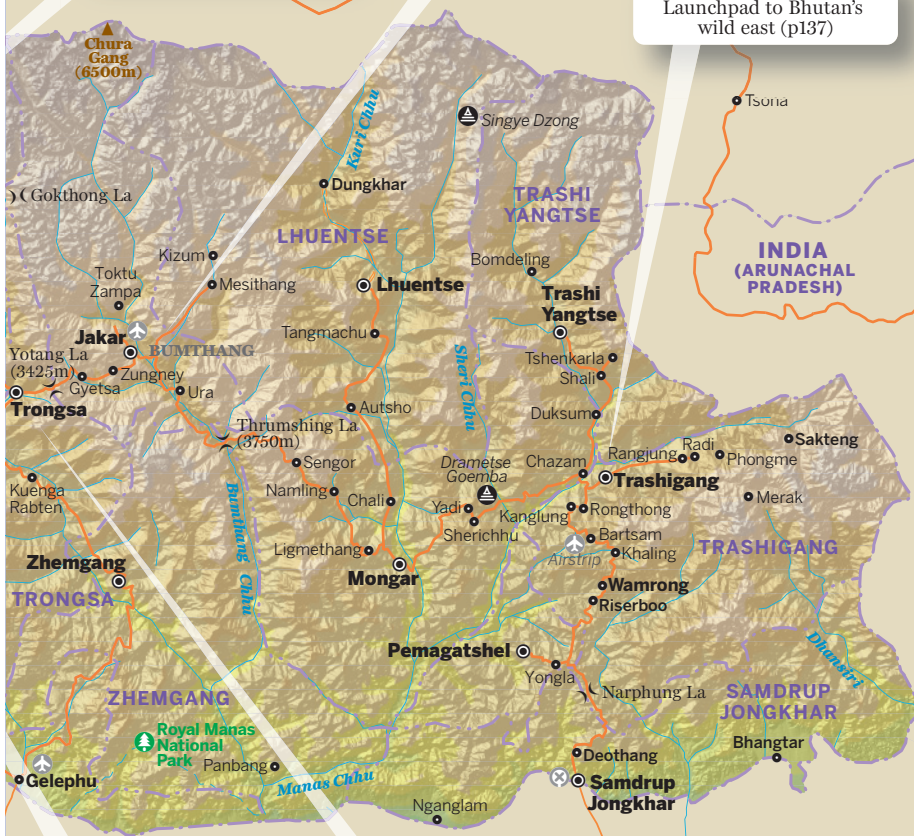 Launchpad to Bhutan's
wild east (p137)
Chura
Gang
(6500m)
Tsona
Kuri Chhu
Singye Dzong
Dungkhar
Gokthong La
TRASHI
YANGTSE
LHUENTSE
INDIA
(ARUNACHAL
PRADESH)
Kizum
Bomdeling
Toktu
Zampa
Mesithang
Lhuentse
Trashi
Yangtse
Jakar
Tangmachu
BUMTHANG
Yotang La
(3425m)
Zungney
Gyetsa
Ura
Sheri Chhu
Tshenkarla
Shali
Trongsa
Autsho
Duksum
Thrumshing La
(3750m)
Sakteng
Radi
Rangjung
Phongme
Sengor
Drametse
Goemba
Chazam
Trashigang
Kuenga
Rabten
Namling
Chali
Merak
Bumthang Chhu
Yadi
Sherichhu
Kanglung
Rongthong
Bartsam
Airstrip
Khaling
TRASHIGANG
Ligmethang
Mongar
Zhemgang
TRONGSA
Wamrong
Riserboo
Pemagatshel
Yongla
Dhansiri
Narphung La
ZHEMGANG
SAMDRUP
JONGKHAR
Royal Manas
National
Park
Panbang
Bhangtar
Deothang
Gelephu
Manas Chhu
Samdrup
Jongkhar
Nganglam